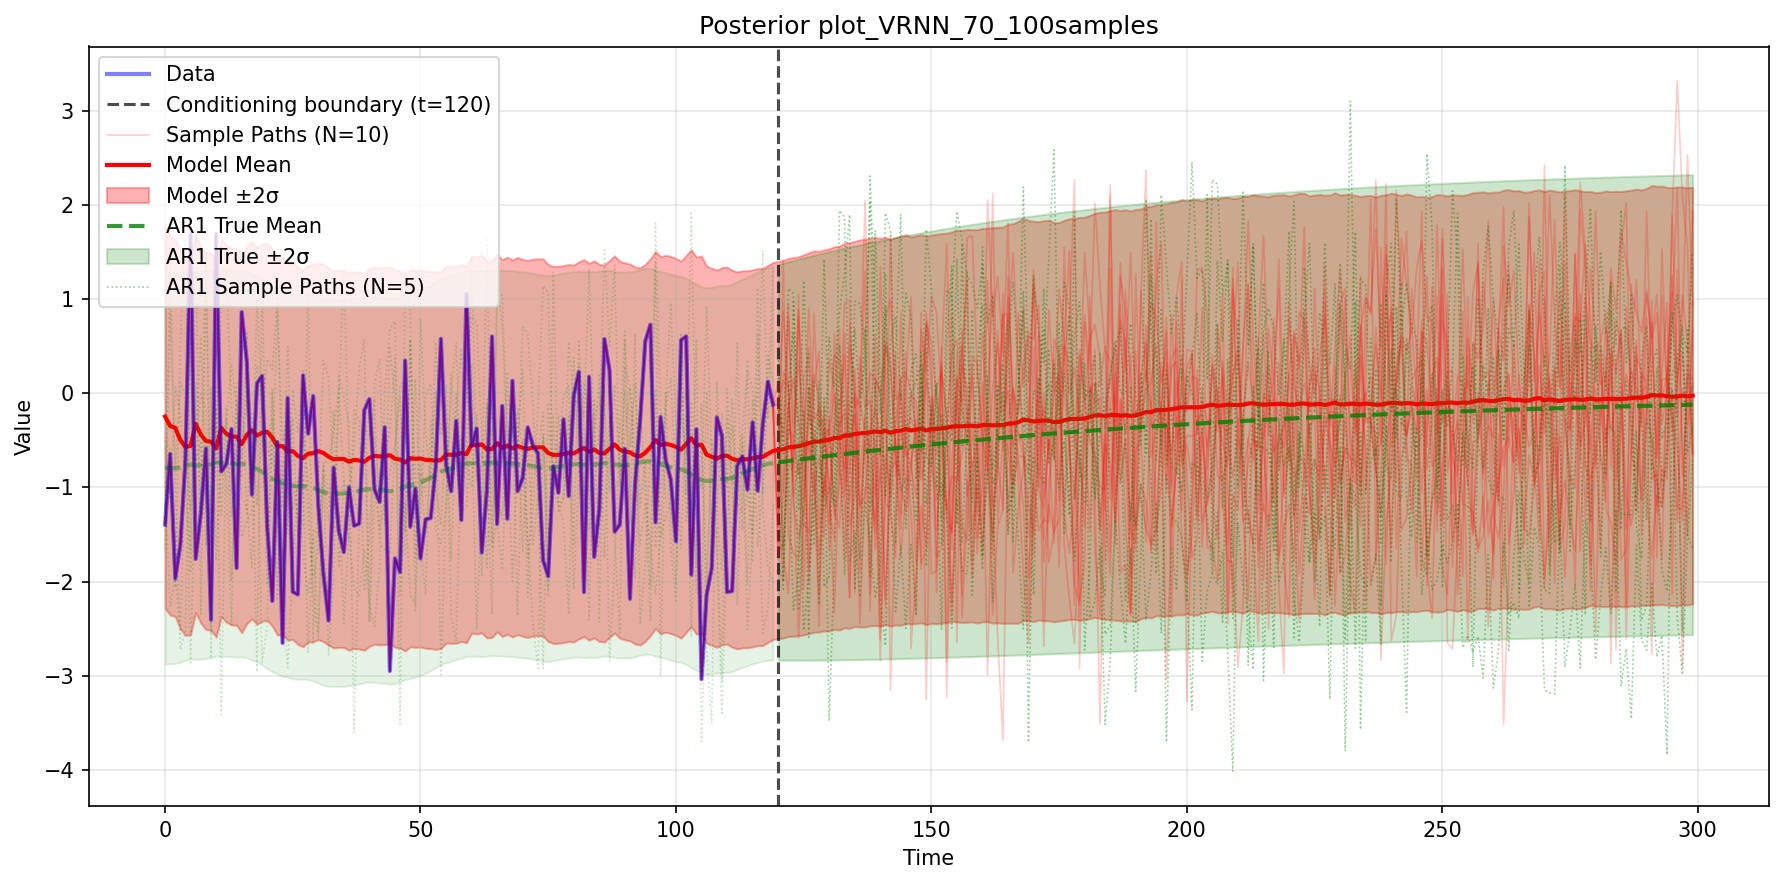 Posterior plot_VRNN_70_100samples
Data
Conditioning boundary (t=120)
Sample Paths (N=10)
Model Mean
Model ±2σ
AR1 True Mean
AR1 True ±2σ
AR1 Sample Paths (N=5)
Value
3
2
1
0
−1
−2
−3
−4
0
50
100
150
200
250
300
Time